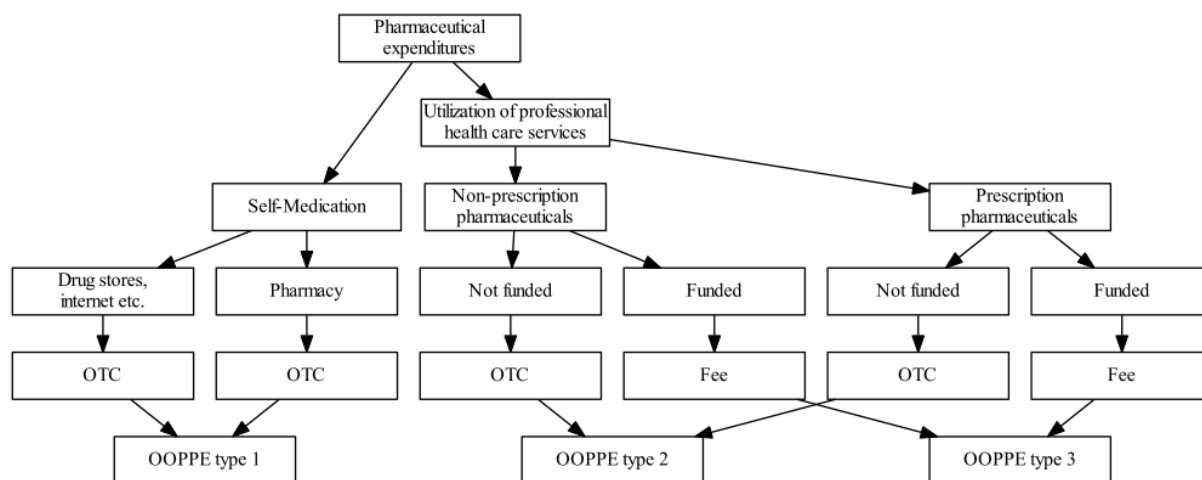 Pharmaceutical
expenditures
Utilization of professional
health care services
Self-Medication
Non-prescription
pharmaceuticals
Prescription
pharmaceuticals
Drug stores,
internet etc.
Pharmacy
Not funded
Funded
Not funded
Funded
OTC
OTC
OTC
Fee
OTC
Fee
OOPPE type 1
OOPPE type 2
OOPPE type 3